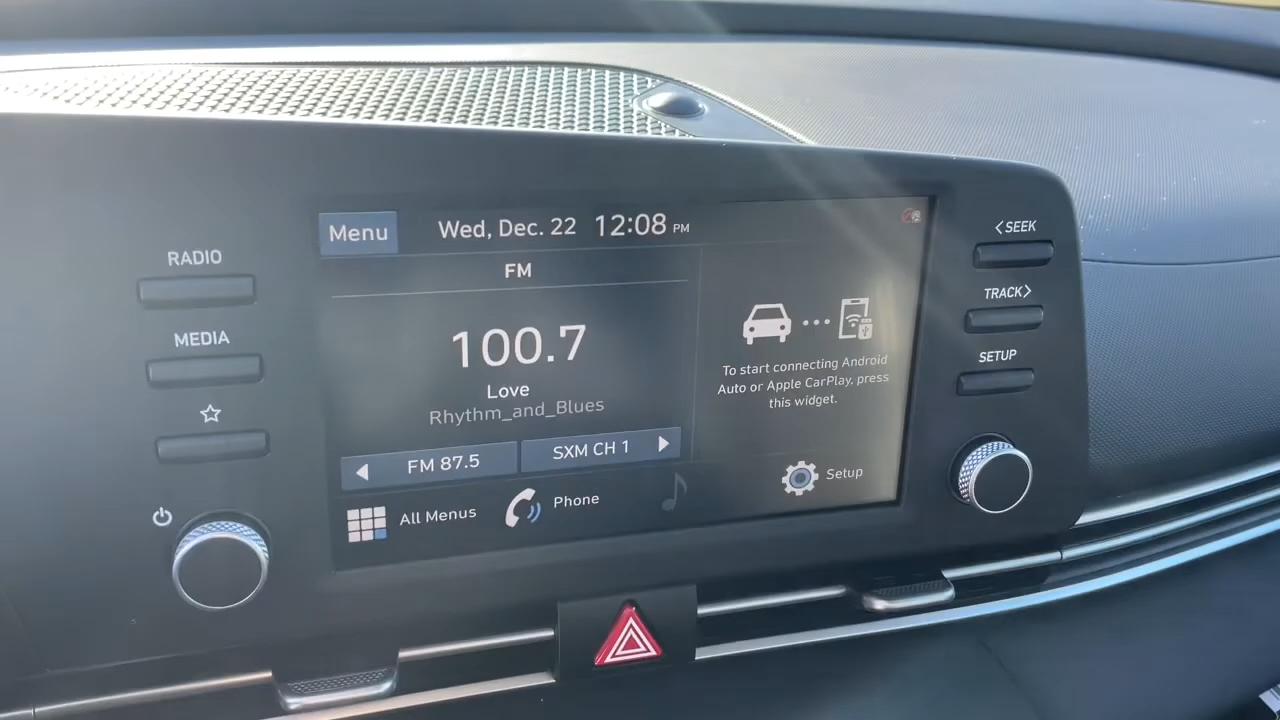 Menu
Wed, Dec. 22 12:08 PM
FM
100.7
Love
Rhythm_and_Blues
FM 87.5
SXM CH 1
All Menus
Phone
To start connecting Android
Auto or Apple CarPlay, press
this widget.
Setup
RADIO
MEDIA
<SEEK
TRACK>
SETUP